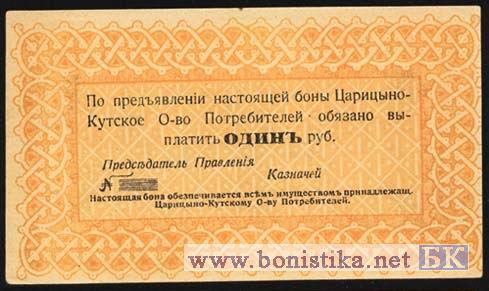 По предъявленіи настоящей боны Царицыно-
Кутское О-во Потребителей обязано вы-
платить ОДИНЪ руб.
Предсѣдатель Правленія
Казначей
№
Настоящая бона обезпечивается всѣмъ имуществомъ принадлежащ.
Царицыно-Кутскому О-ву Потребителей.
www.bonistika.net БК